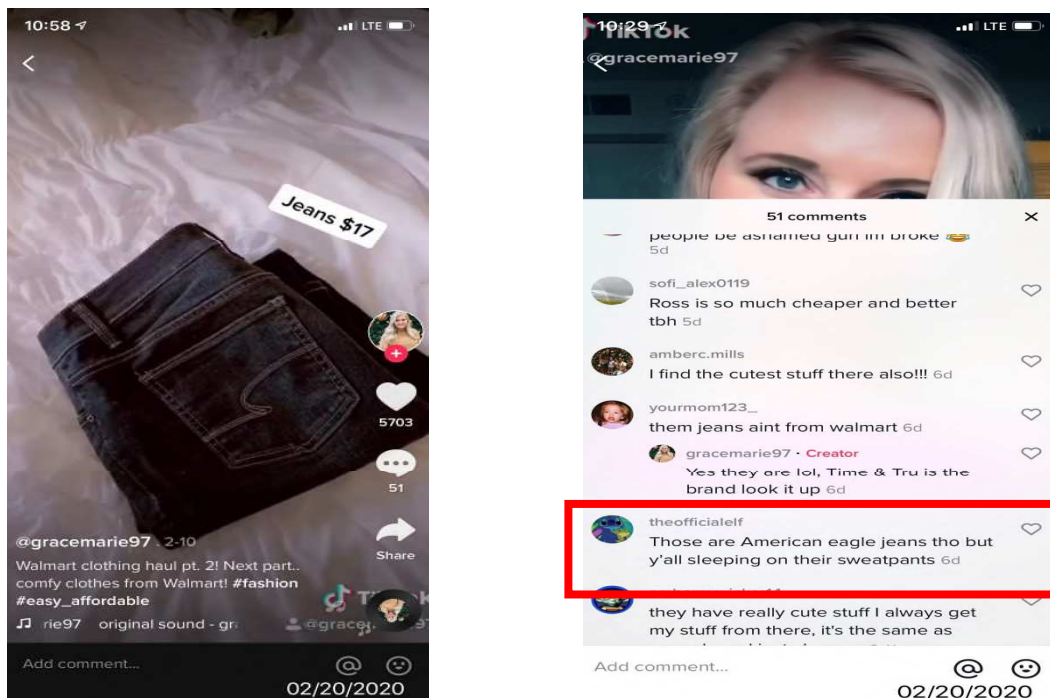 10:58
LTE
Jeans $17
5703
51
Share
@gracemarie97 . 2-10
Walmart clothing haul pt. 2! Next part..
comfy clothes from Walmart! #fashion
#easy_affordable
rie97 original sound - gr
Add comment...
02/20/2020
10:29
LTE
TikTok
@gracemarie97
51 comments
people be ashamed gurl im broke 😂
5d
sofi_alex0119
Ross is so much cheaper and better
tbh 5d
amberc.mills
I find the cutest stuff there also!!! 6d
yourmom123_
them jeans aint from walmart 6d
gracemarie97 · Creator
Yes they are lol, Time & Tru is the
brand look it up 6d
theofficialelf
Those are American eagle jeans tho but
y'all sleeping on their sweatpants 6d
they have really cute stuff I always get
my stuff from there, it's the same as
Add comment...
02/20/2020